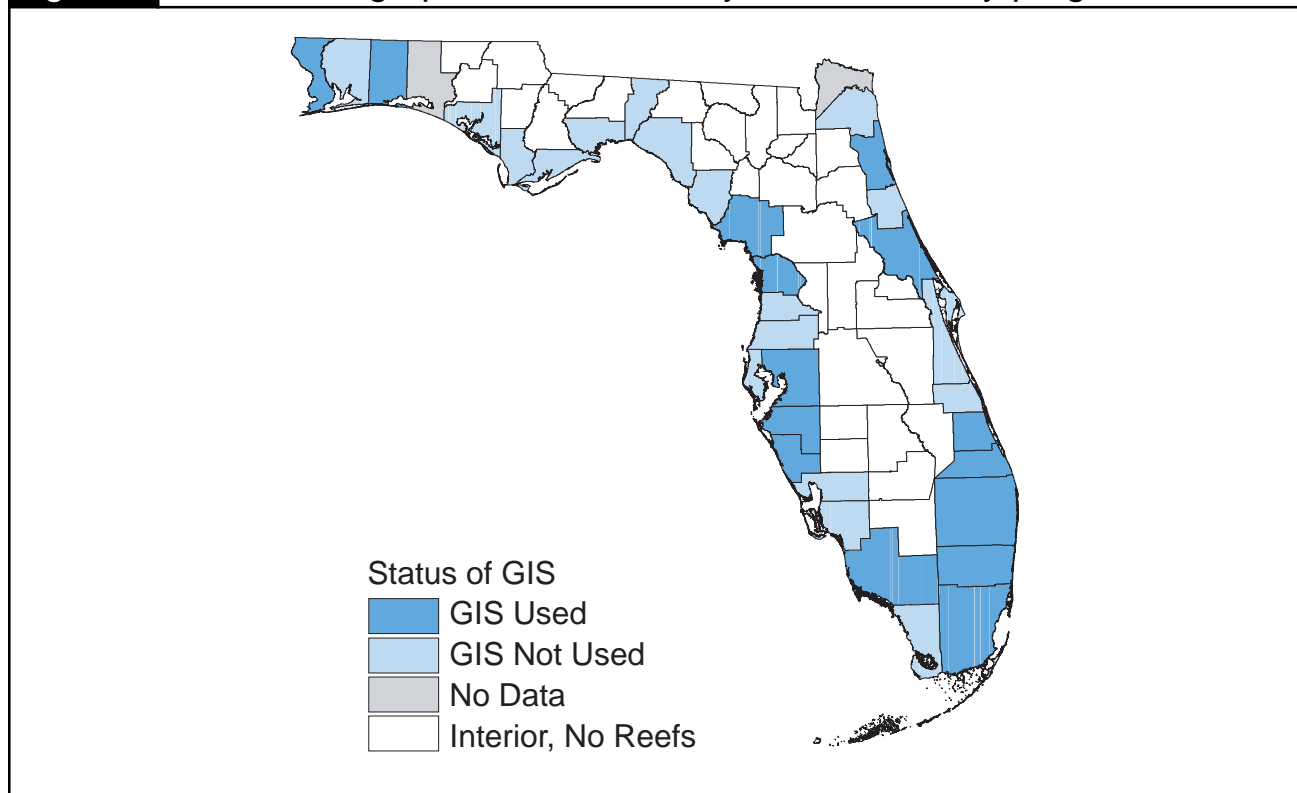 Status of GIS
GIS Used
GIS Not Used
No Data
Interior, No Reefs